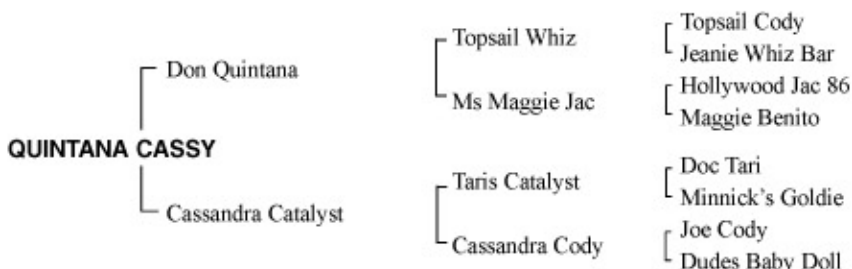 Topsail Cody
Topsail Whiz
Jeanie Whiz Bar
Don Quintana
Hollywood Jac 86
Ms Maggie Jac
Maggie Benito
QUINTANA CASSY
Doc Tari
Taris Catalyst
Minnick's Goldie
Cassandra Catalyst
Joe Cody
Cassandra Cody
Dudes Baby Doll